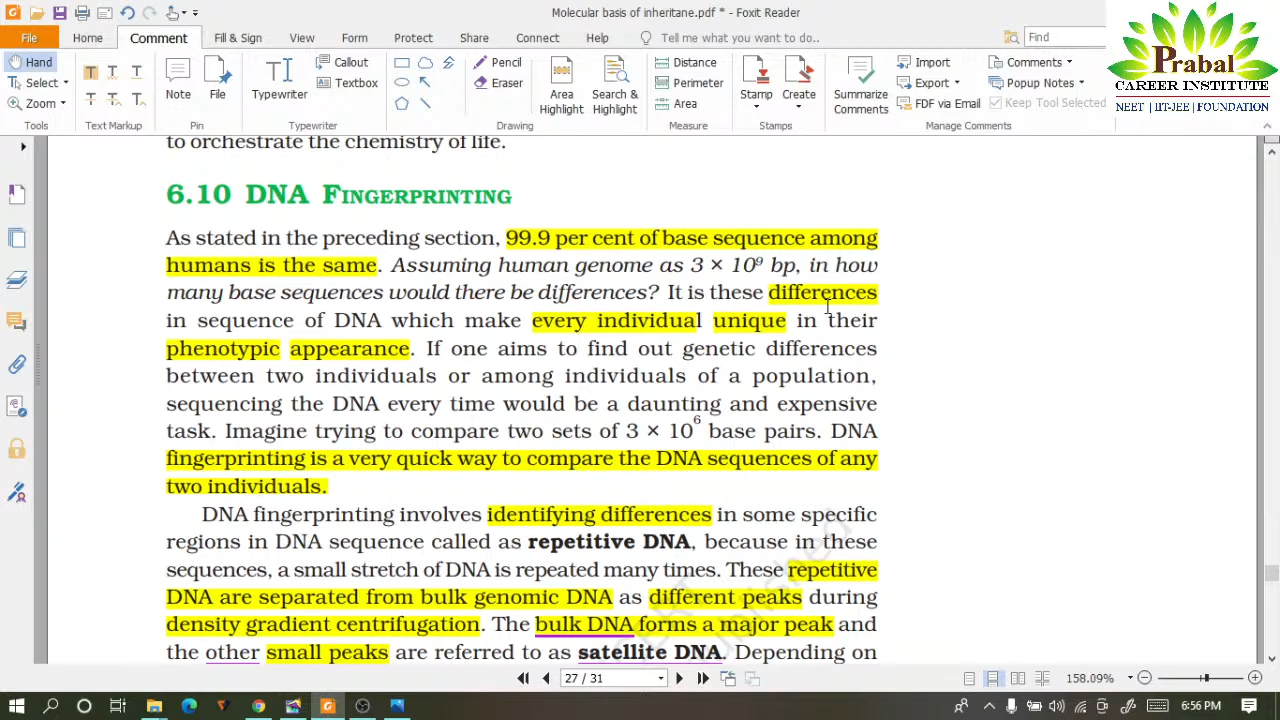 Molecular basis of inheritane.pdf * - Foxit Reader
File Home Comment Fill & Sign View Form Protect Share Connect Help Tell me what you want to do.. Find
Hand
Select
Zoom
Tools
T T T
T T T
Text Markup
Note File
Pin
Typewriter
Callout
Textbox
Typewriter
Pencil
Eraser
Area Highlight
Search & Highlight
Drawing
Distance
Perimeter
Area
Measure
Stamp Create
Stamps
Summarize Comments
Import
Export
FDF via Email
Comments
Popup Notes
Keep Tool Selected
Manage Comments
Prabal
CAREER INSTITUTE
NEET | IIT-JEE | FOUNDATION
to orchestrate the chemistry of life.
6.10 DNA FINGERPRINTING
As stated in the preceding section, 99.9 per cent of base sequence among
humans is the same. Assuming human genome as 3 × 10⁹ bp, in how
many base sequences would there be differences? It is these differences
in sequence of DNA which make every individual unique in their
phenotypic appearance. If one aims to find out genetic differences
between two individuals or among individuals of a population,
sequencing the DNA every time would be a daunting and expensive
task. Imagine trying to compare two sets of 3 × 10⁶ base pairs. DNA
fingerprinting is a very quick way to compare the DNA sequences of any
two individuals.
DNA fingerprinting involves identifying differences in some specific
regions in DNA sequence called as repetitive DNA, because in these
sequences, a small stretch of DNA is repeated many times. These repetitive
DNA are separated from bulk genomic DNA as different peaks during
density gradient centrifugation. The bulk DNA forms a major peak and
the other small peaks are referred to as satellite DNA. Depending on
27 / 31
158.09%
6:56 PM